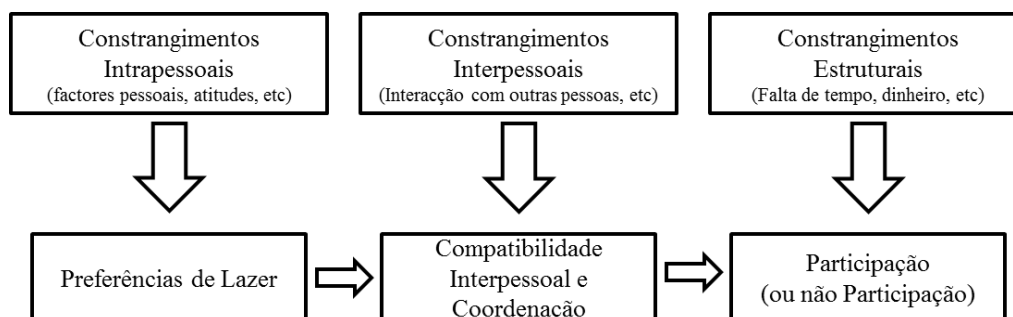 Constrangimentos
Intrapessoais
(factores pessoais, atitudes, etc)
Constrangimentos
Interpessoais
(Interacção com outras pessoas, etc)
Constrangimentos
Estruturais
(Falta de tempo, dinheiro, etc)
Preferências de Lazer
Compatibilidade
Interpessoal e
Coordenação
Participação
(ou não Participação)